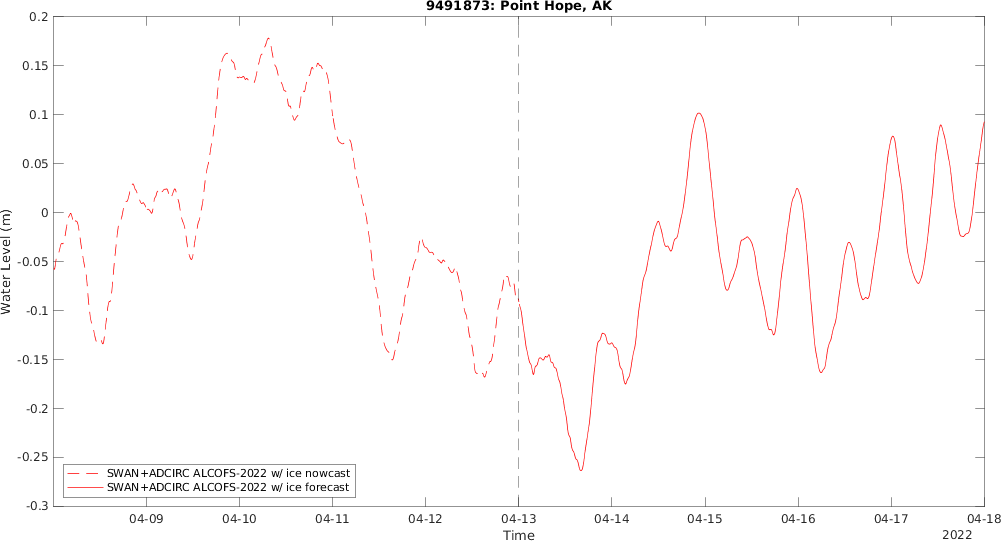 9491873: Point Hope, AK
0.2
0.15
0.1
0.05
0
-0.05
-0.1
-0.15
-0.2
-0.25
-0.3
Water Level (m)
SWAN+ADCIRC ALCOFS-2022 w/ ice nowcast
SWAN+ADCIRC ALCOFS-2022 w/ ice forecast
04-09 04-10 04-11 04-12 04-13 04-14 04-15 04-16 04-17 04-18
Time
2022